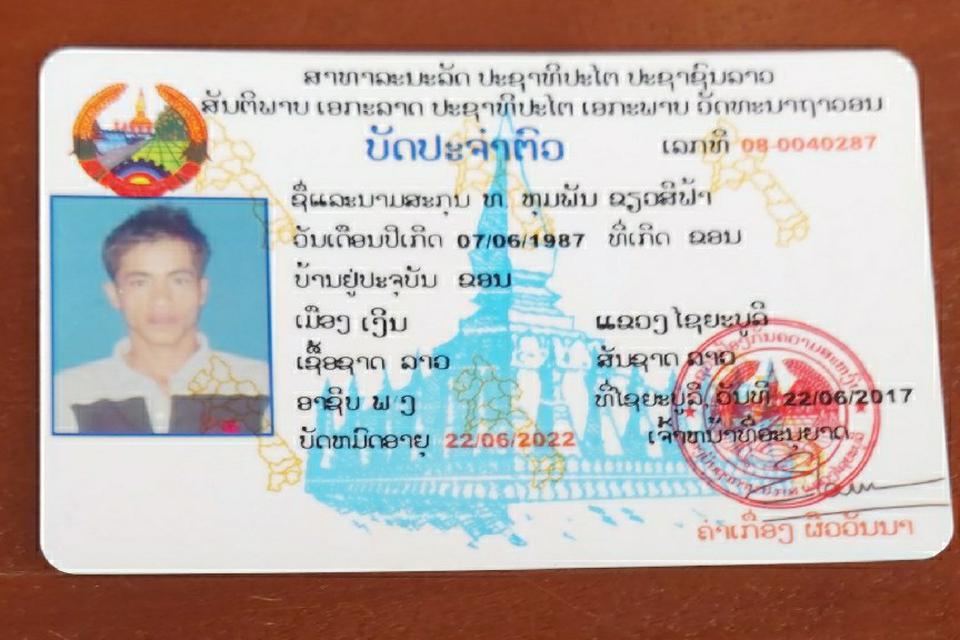 ສາທາລະນະລັດ ປະຊາທິປະໄຕ ປະຊາຊົນລາວ
ສັນຕິພາບ ເອກະລາດ ປະຊາທິປະໄຕ ເອກະພາບ ວັດທະນາຖາວອນ
ບັດປະຈຳຕົວ ເລກທີ 08-0040287
ຊື່ແລະນາມສະກຸນ ທ. ທຸມພັນ ຂຽວສີຟ້າ
ວັນເດືອນປີເກີດ 07/06/1987 ທີ່ເກີດ ຂອນ
ບ້ານຢູ່ປະຈຸບັນ ຂອນ
ເມືອງ ເງິນ ແຂວງ ໄຊຍະບູລີ
ເຊື້ອຊາດ ລາວ ສັນຊາດ ລາວ
ອາຊີບ ພ ງ ທີ່ໄຊຍະບູລີ, ວັນທີ 22/06/2017
ບັດຫມົດອາຍຸ 22/06/2022 ເຈົ້າຫນ້າທີ່ອະນຸຍາດ
ຄຳເກື່ອງ ຜິວວັນນາ